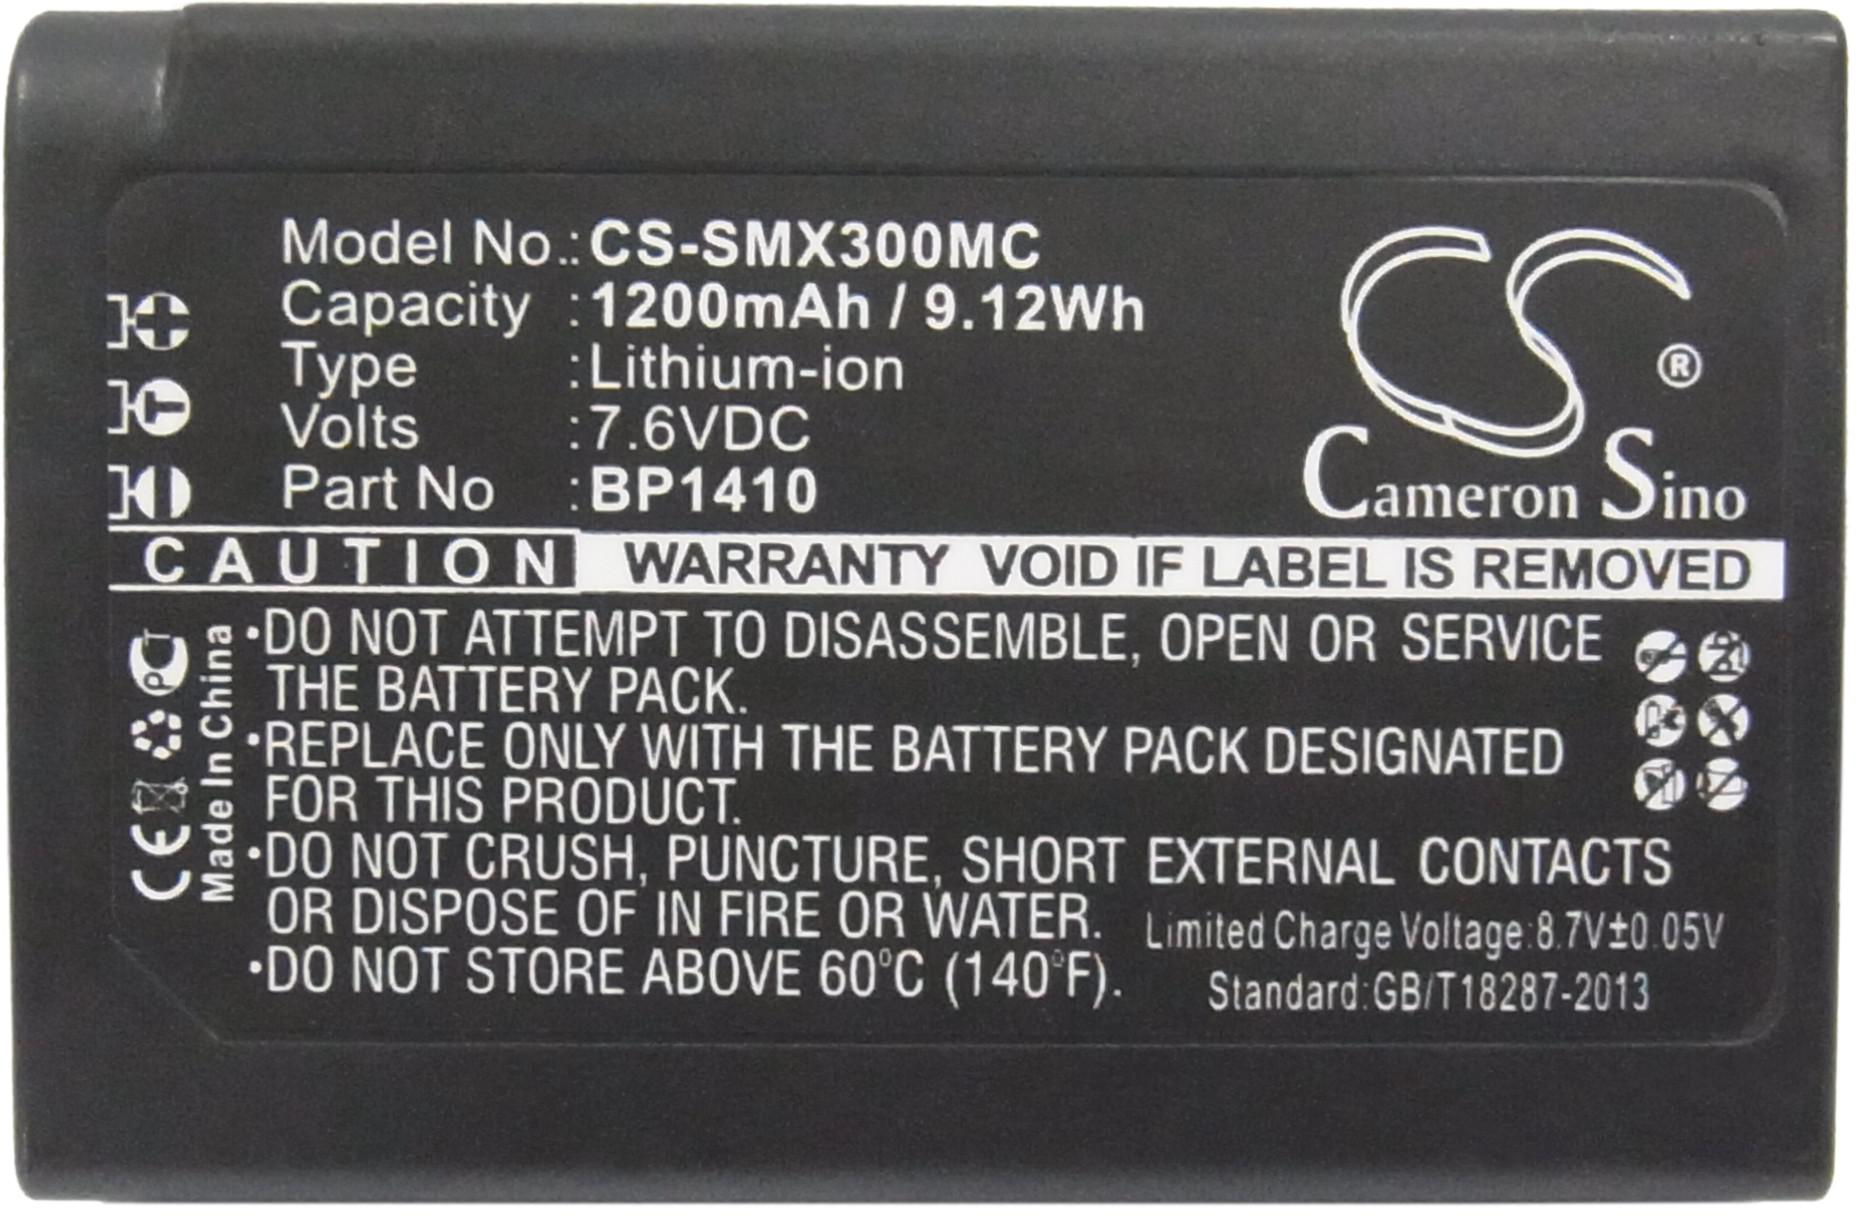 Model No.: CS-SMX300MC
Capacity : 1200mAh / 9.12Wh
Type : Lithium-ion
Volts : 7.6VDC
Part No : BP1410
®
Cameron Sino
CAUTION WARRANTY VOID IF LABEL IS REMOVED
•DO NOT ATTEMPT TO DISASSEMBLE, OPEN OR SERVICE
THE BATTERY PACK.
•REPLACE ONLY WITH THE BATTERY PACK DESIGNATED
FOR THIS PRODUCT.
•DO NOT CRUSH, PUNCTURE, SHORT EXTERNAL CONTACTS
OR DISPOSE OF IN FIRE OR WATER.
•DO NOT STORE ABOVE 60°C (140°F).
Limited Charge Voltage:8.7V±0.05V
Standard:GB/T18287-2013
Made In China
PCT
CE
T